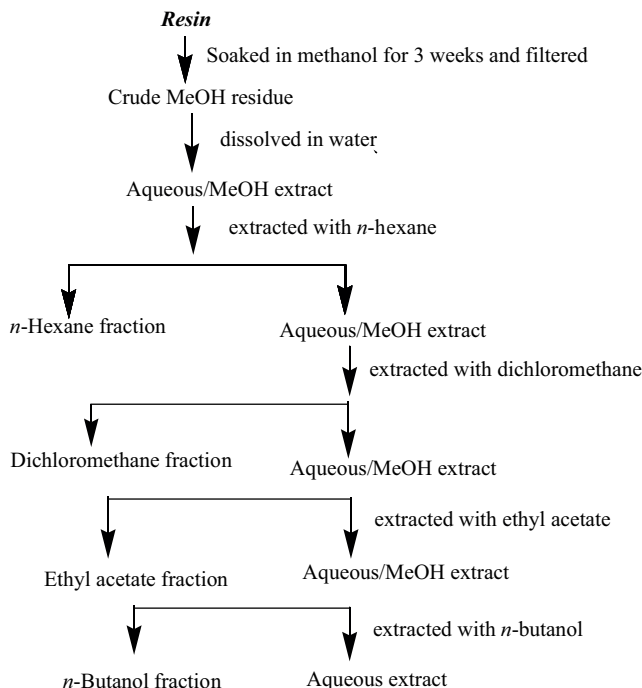 Resin
Soaked in methanol for 3 weeks and filtered
Crude MeOH residue
dissolved in water
Aqueous/MeOH extract
extracted with n-hexane
n-Hexane fraction
Aqueous/MeOH extract
extracted with dichloromethane
Dichloromethane fraction
Aqueous/MeOH extract
extracted with ethyl acetate
Ethyl acetate fraction
Aqueous/MeOH extract
extracted with n-butanol
n-Butanol fraction
Aqueous extract